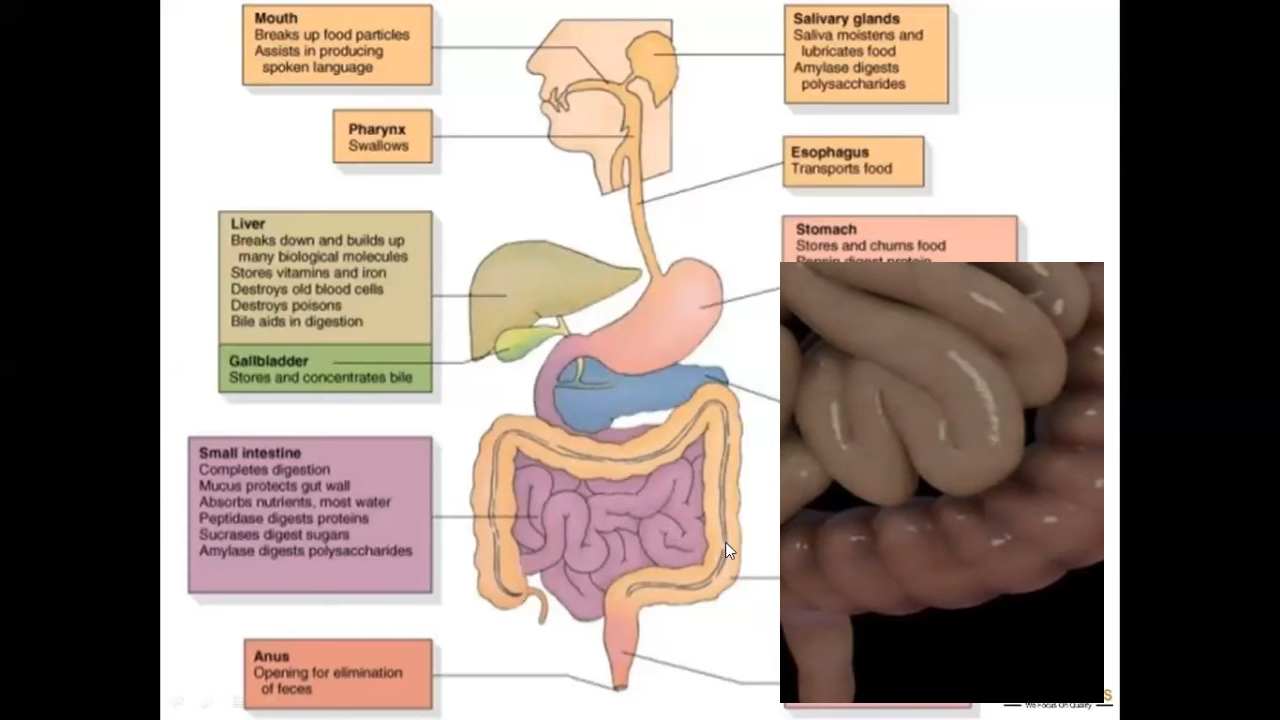 Mouth
Breaks up food particles
Assists in producing
spoken language
Salivary glands
Saliva moistens and
lubricates food
Amylase digests
polysaccharides
Pharynx
Swallows
Esophagus
Transports food
Liver
Breaks down and builds up
many biological molecules
Stores vitamins and iron
Destroys old blood cells
Destroys poisons
Bile aids in digestion
Stomach
Stores and churns food
Gallbladder
Stores and concentrates bile
Small intestine
Completes digestion
Mucus protects gut wall
Absorbs nutrients, most water
Peptidase digests proteins
Sucrases digest sugars
Amylase digests polysaccharides
Anus
Opening for elimination
of feces
S
We Focus On Quality